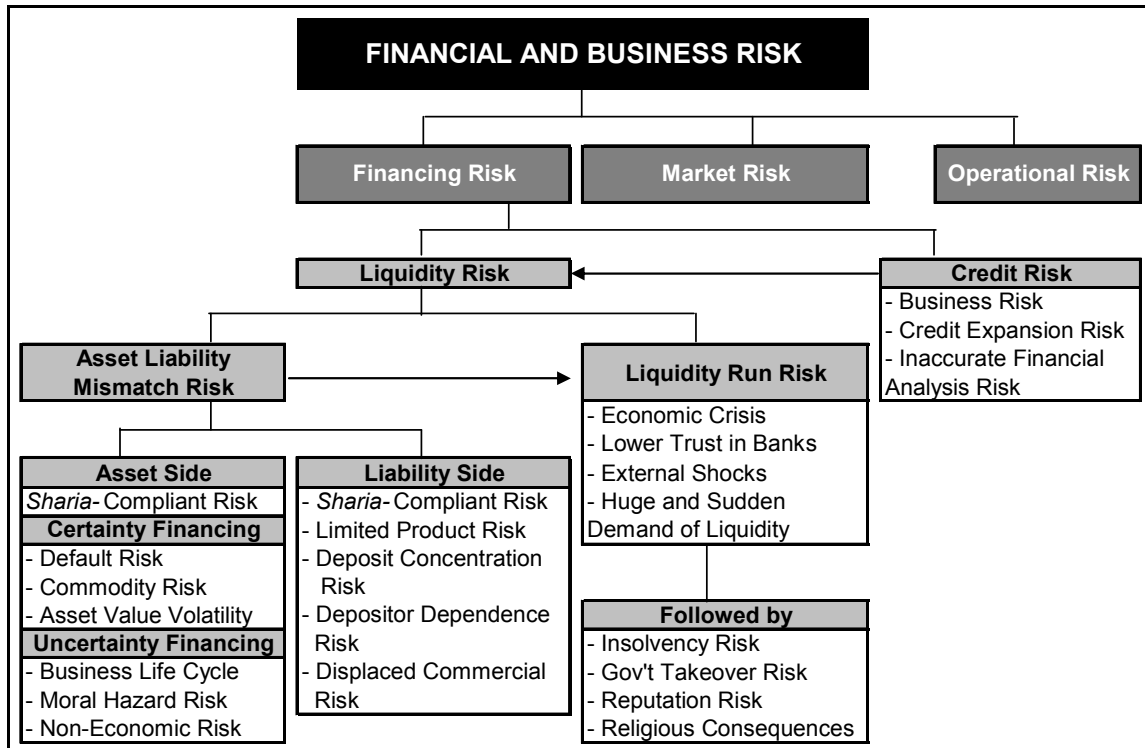 FINANCIAL AND BUSINESS RISK
Financing Risk
Market Risk
Operational Risk
Liquidity Risk
Credit Risk
- Business Risk
- Credit Expansion Risk
- Inaccurate Financial
Analysis Risk
Asset Liability
Mismatch Risk
Liquidity Run Risk
- Economic Crisis
- Lower Trust in Banks
- External Shocks
- Huge and Sudden
Demand of Liquidity
Asset Side
Sharia- Compliant Risk
Certainty Financing
- Default Risk
- Commodity Risk
- Asset Value Volatility
Uncertainty Financing
- Business Life Cycle
- Moral Hazard Risk
- Non-Economic Risk
Liability Side
- Sharia- Compliant Risk
- Limited Product Risk
- Deposit Concentration
Risk
- Depositor Dependence
Risk
- Displaced Commercial
Risk
Followed by
- Insolvency Risk
- Gov't Takeover Risk
- Reputation Risk
- Religious Consequences